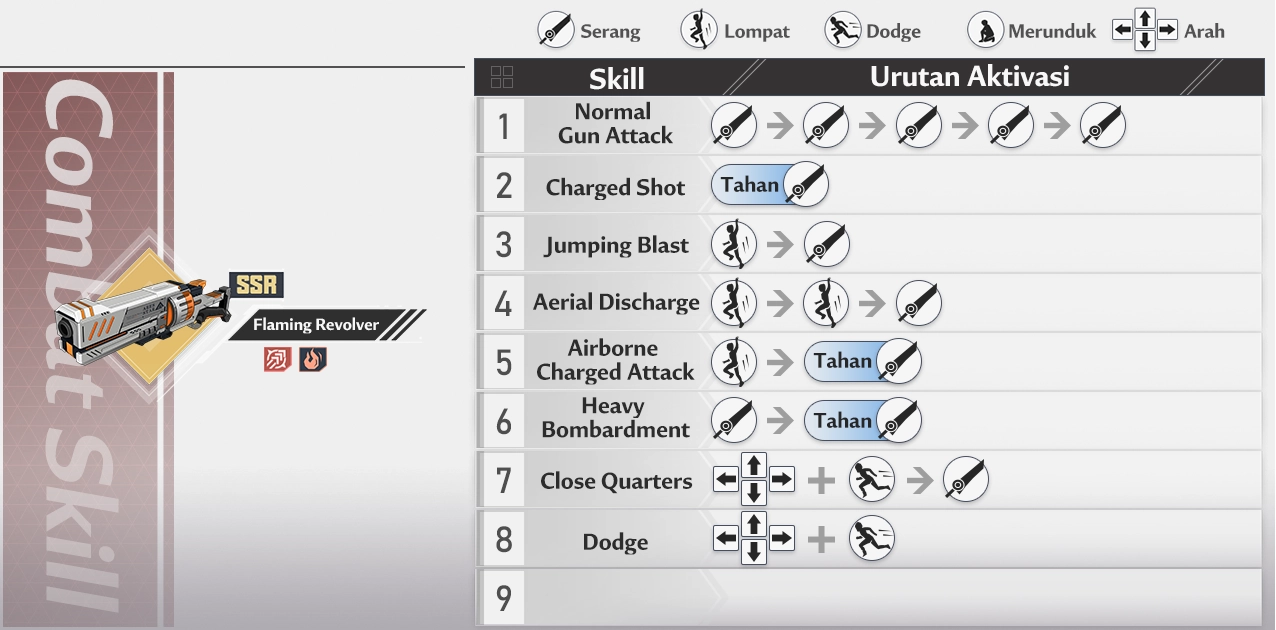 Serang
Lompat
Dodge
Merunduk
Arah
Combat Skill
SSR
Flaming Revolver
Skill
Urutan Aktivasi
1
Normal
Gun Attack
2
Charged Shot
Tahan
3
Jumping Blast
4
Aerial Discharge
5
Airborne
Charged Attack
Tahan
6
Heavy
Bombardment
Tahan
7
Close Quarters
8
Dodge
9